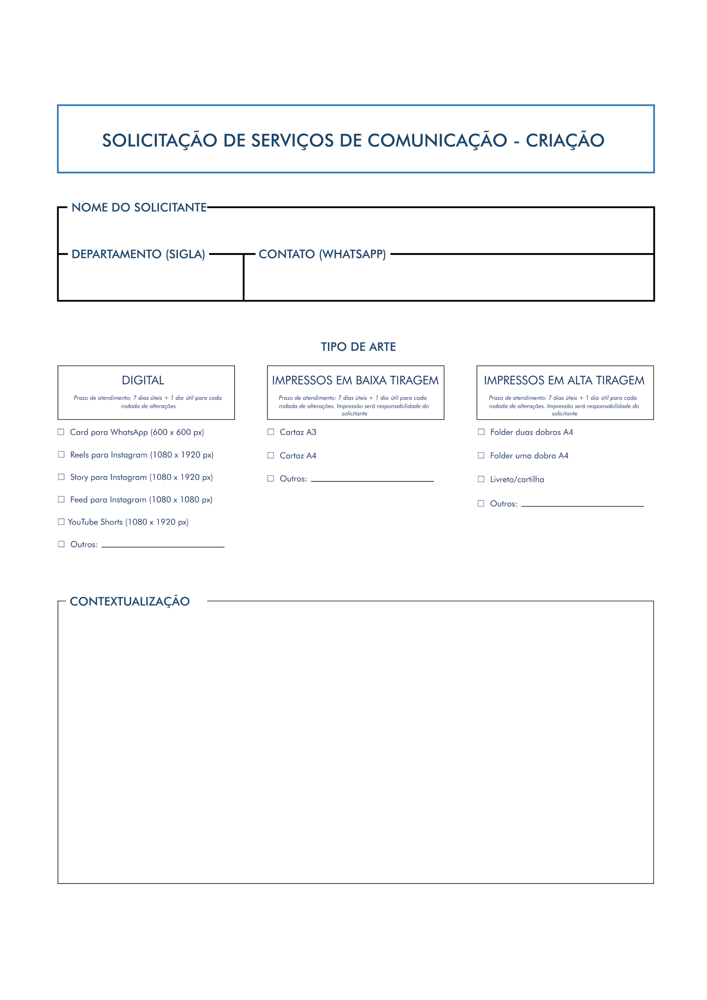 SOLICITAÇÃO DE SERVIÇOS DE COMUNICAÇÃO - CRIAÇÃO
NOME DO SOLICITANTE
DEPARTAMENTO (SIGLA)
CONTATO (WHATSAPP)
TIPO DE ARTE
DIGITAL
Prazo de atendimento: 7 dias úteis + 1 dia útil para cada
rodada de alterações
Card para WhatsApp (600 x 600 px)
Reels para Instagram (1080 x 1920 px)
Story para Instagram (1080 x 1920 px)
Feed para Instagram (1080 x 1080 px)
YouTube Shorts (1080 x 1920 px)
Outros:
IMPRESSOS EM BAIXA TIRAGEM
Prazo de atendimento: 7 dias úteis + 1 dia útil para cada
rodada de alterações. Impressão será responsabilidade do
solicitante
Cartaz A3
Cartaz A4
Outros:
IMPRESSOS EM ALTA TIRAGEM
Prazo de atendimento: 7 dias úteis + 1 dia útil para cada
rodada de alterações. Impressão será responsabilidade do
solicitante
Folder duas dobras A4
Folder uma dobra A4
Livreto/cartilha
Outros:
CONTEXTUALIZAÇÃO